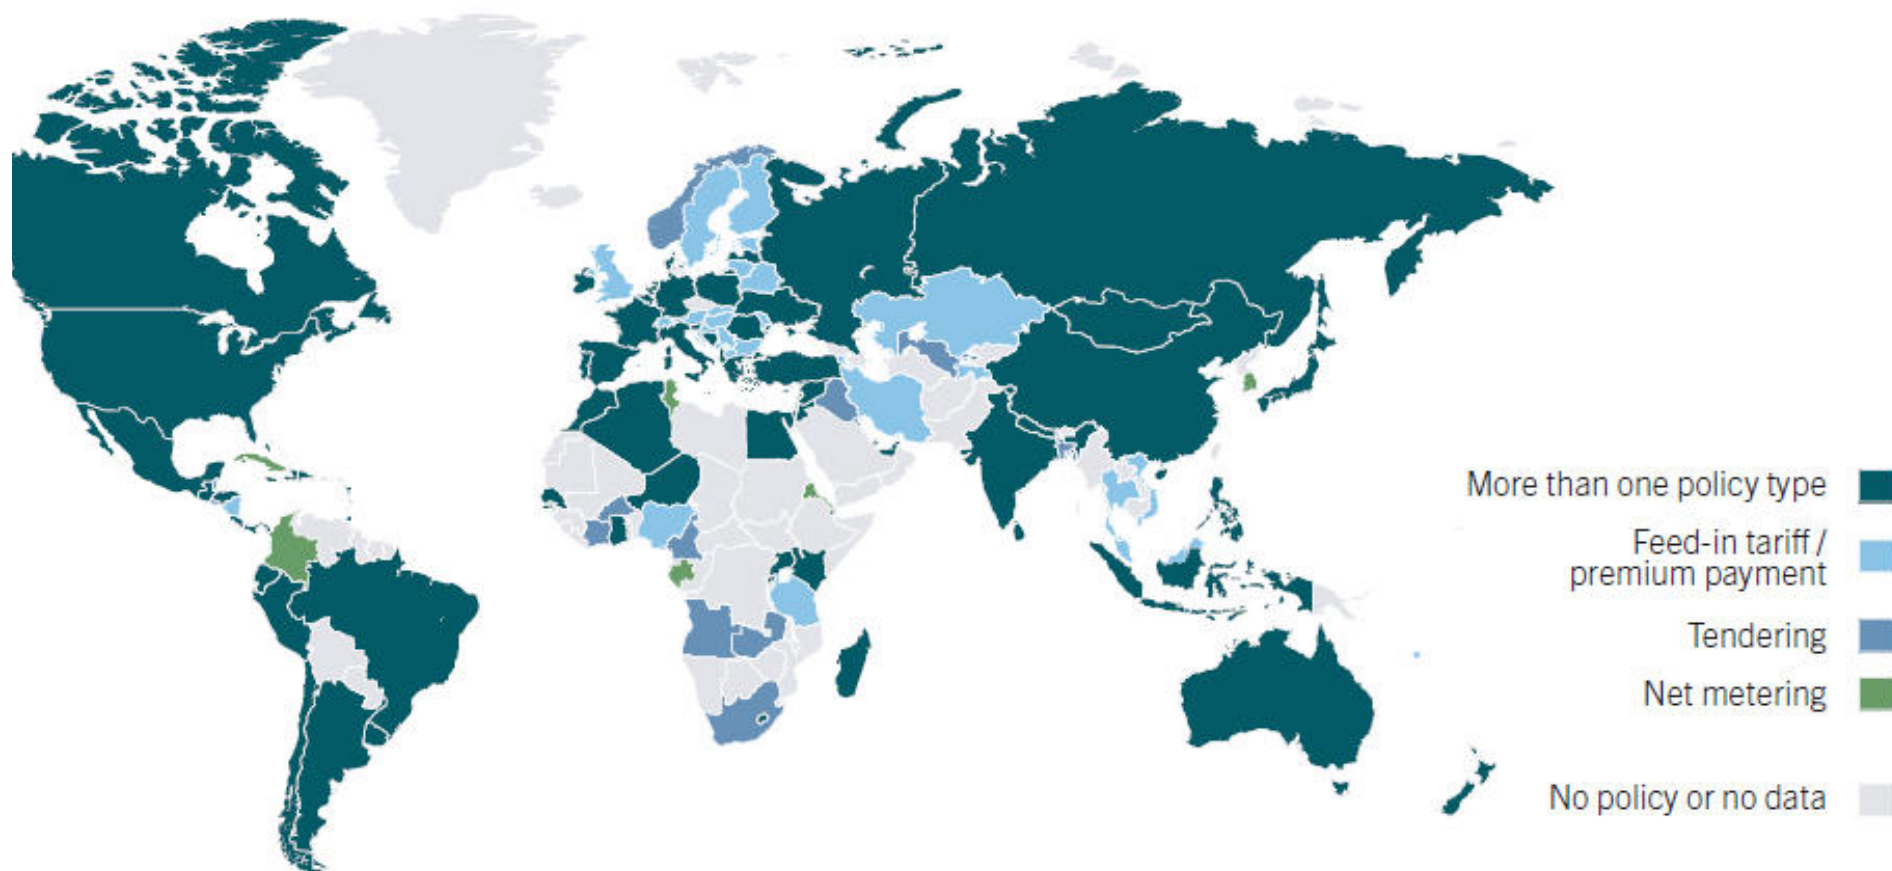 More than one policy type
Feed-in tariff /
premium payment
Tendering
Net metering
No policy or no data